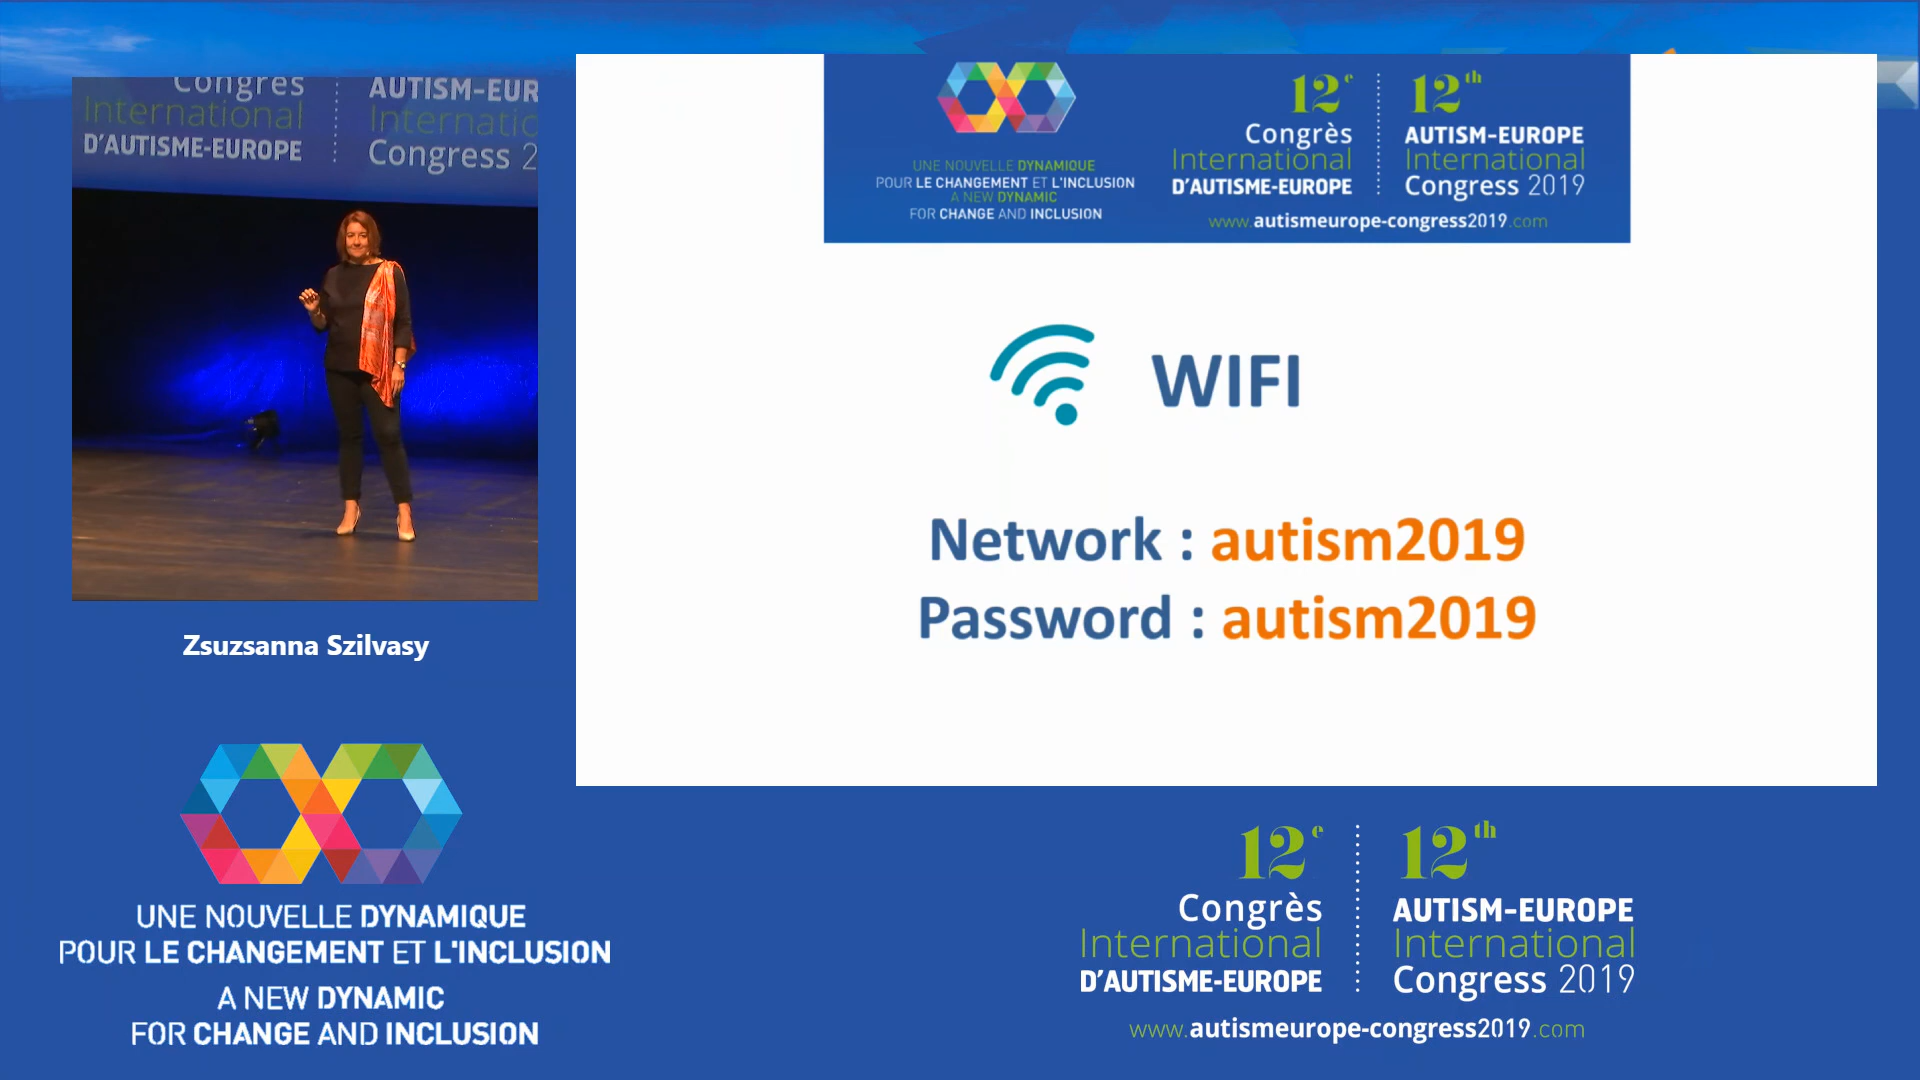 Congrès
International
D'AUTISME-EUROPE
AUTISM-EUR
Internatio
Congress 2
Zsuzsanna Szilvasy
UNE NOUVELLE DYNAMIQUE
POUR LE CHANGEMENT ET L'INCLUSION
A NEW DYNAMIC
FOR CHANGE AND INCLUSION
12e
Congrès
International
D'AUTISME-EUROPE
12th
AUTISM-EUROPE
International
Congress 2019
www.autismeurope-congress2019.com
WIFI
Network : autism2019
Password : autism2019
UNE NOUVELLE DYNAMIQUE
POUR LE CHANGEMENT ET L'INCLUSION
A NEW DYNAMIC
FOR CHANGE AND INCLUSION
12e
Congrès
International
D'AUTISME-EUROPE
12th
AUTISM-EUROPE
International
Congress 2019
www.autismeurope-congress2019.com